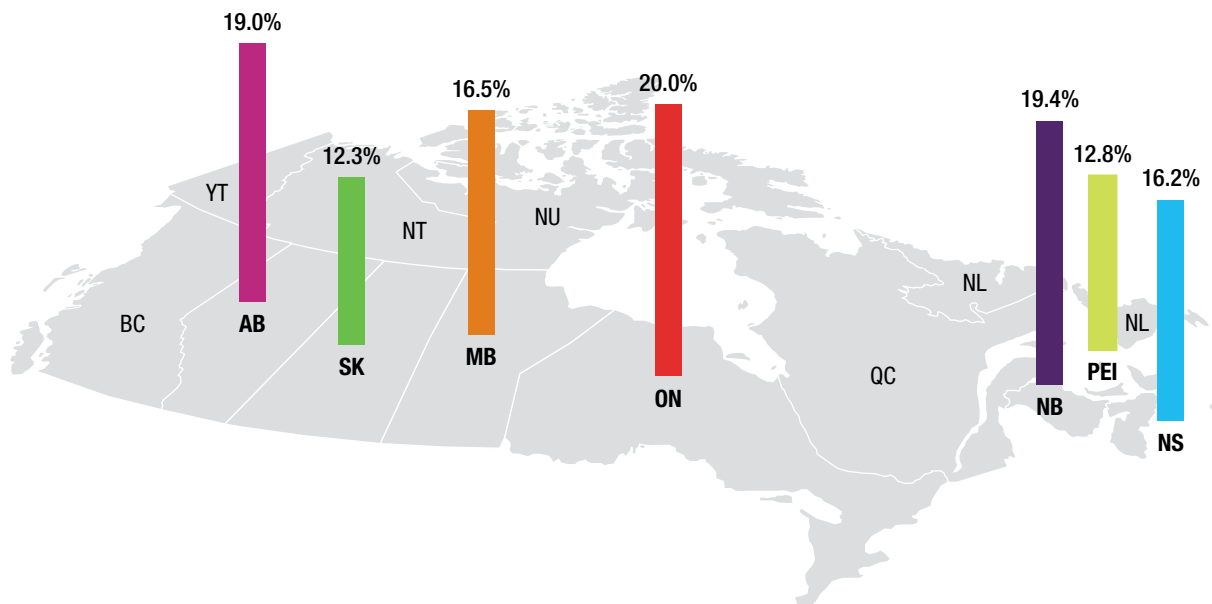 19.0%
AB
12.3%
SK
16.5%
MB
20.0%
ON
19.4%
NB
12.8%
PEI
16.2%
NS
YT
NT
NU
BC
NL
NL
QC